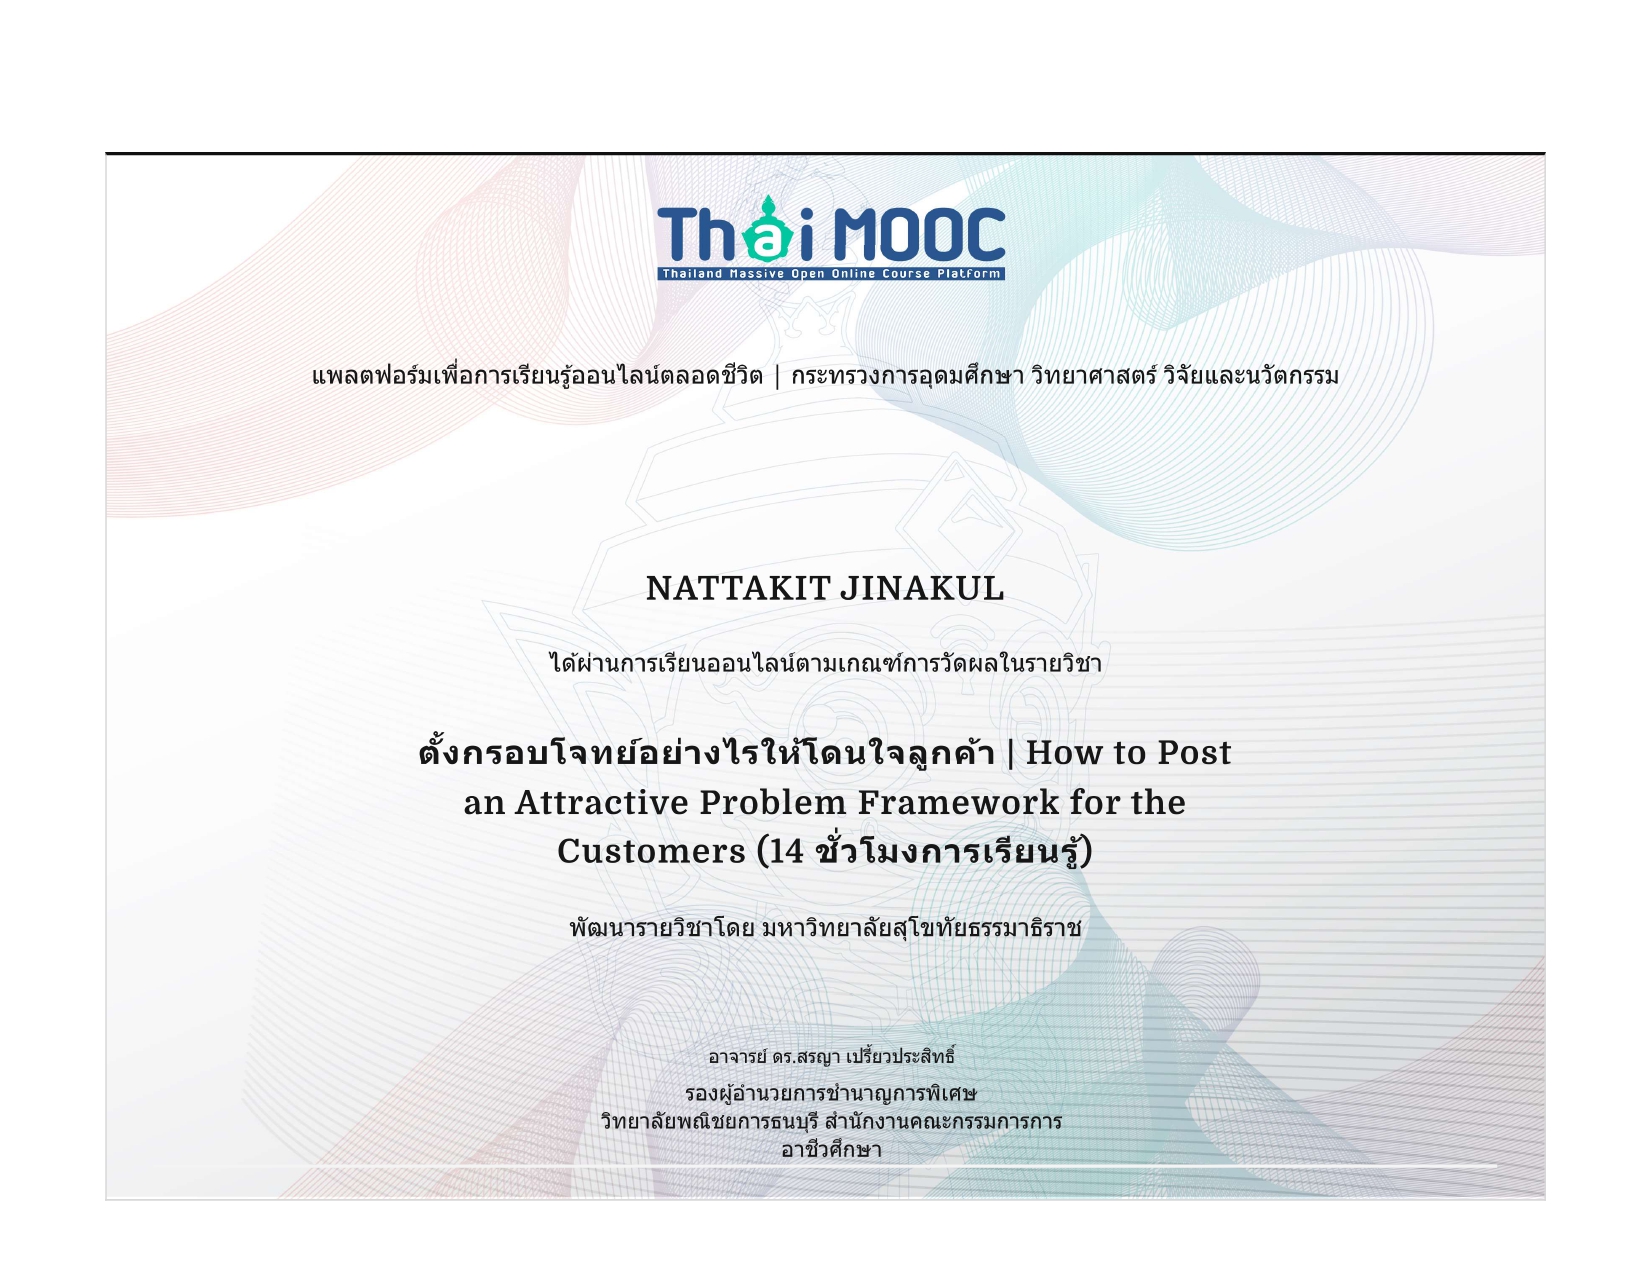 Thai MOOC
Thailand Massive Open Online Course Platform
แพลตฟอร์มเพื่อการเรียนรู้ออนไลน์ตลอดชีวิต | กระทรวงการอุดมศึกษา วิทยาศาสตร์ วิจัยและนวัตกรรม
NATTAKIT JINAKUL
ได้ผ่านการเรียนออนไลน์ตามเกณฑ์การวัดผลในรายวิชา
ตั้งกรอบโจทย์อย่างไรให้โดนใจลูกค้า | How to Post
an Attractive Problem Framework for the
Customers (14 ชั่วโมงการเรียนรู้)
พัฒนารายวิชาโดย มหาวิทยาลัยสุโขทัยธรรมาธิราช
อาจารย์ ดร.สรญา เปรี้ยวประสิทธิ์
รองผู้อำนวยการชำนาญการพิเศษ
วิทยาลัยพณิชยการธนบุรี สำนักงานคณะกรรมการการ
อาชีวศึกษา